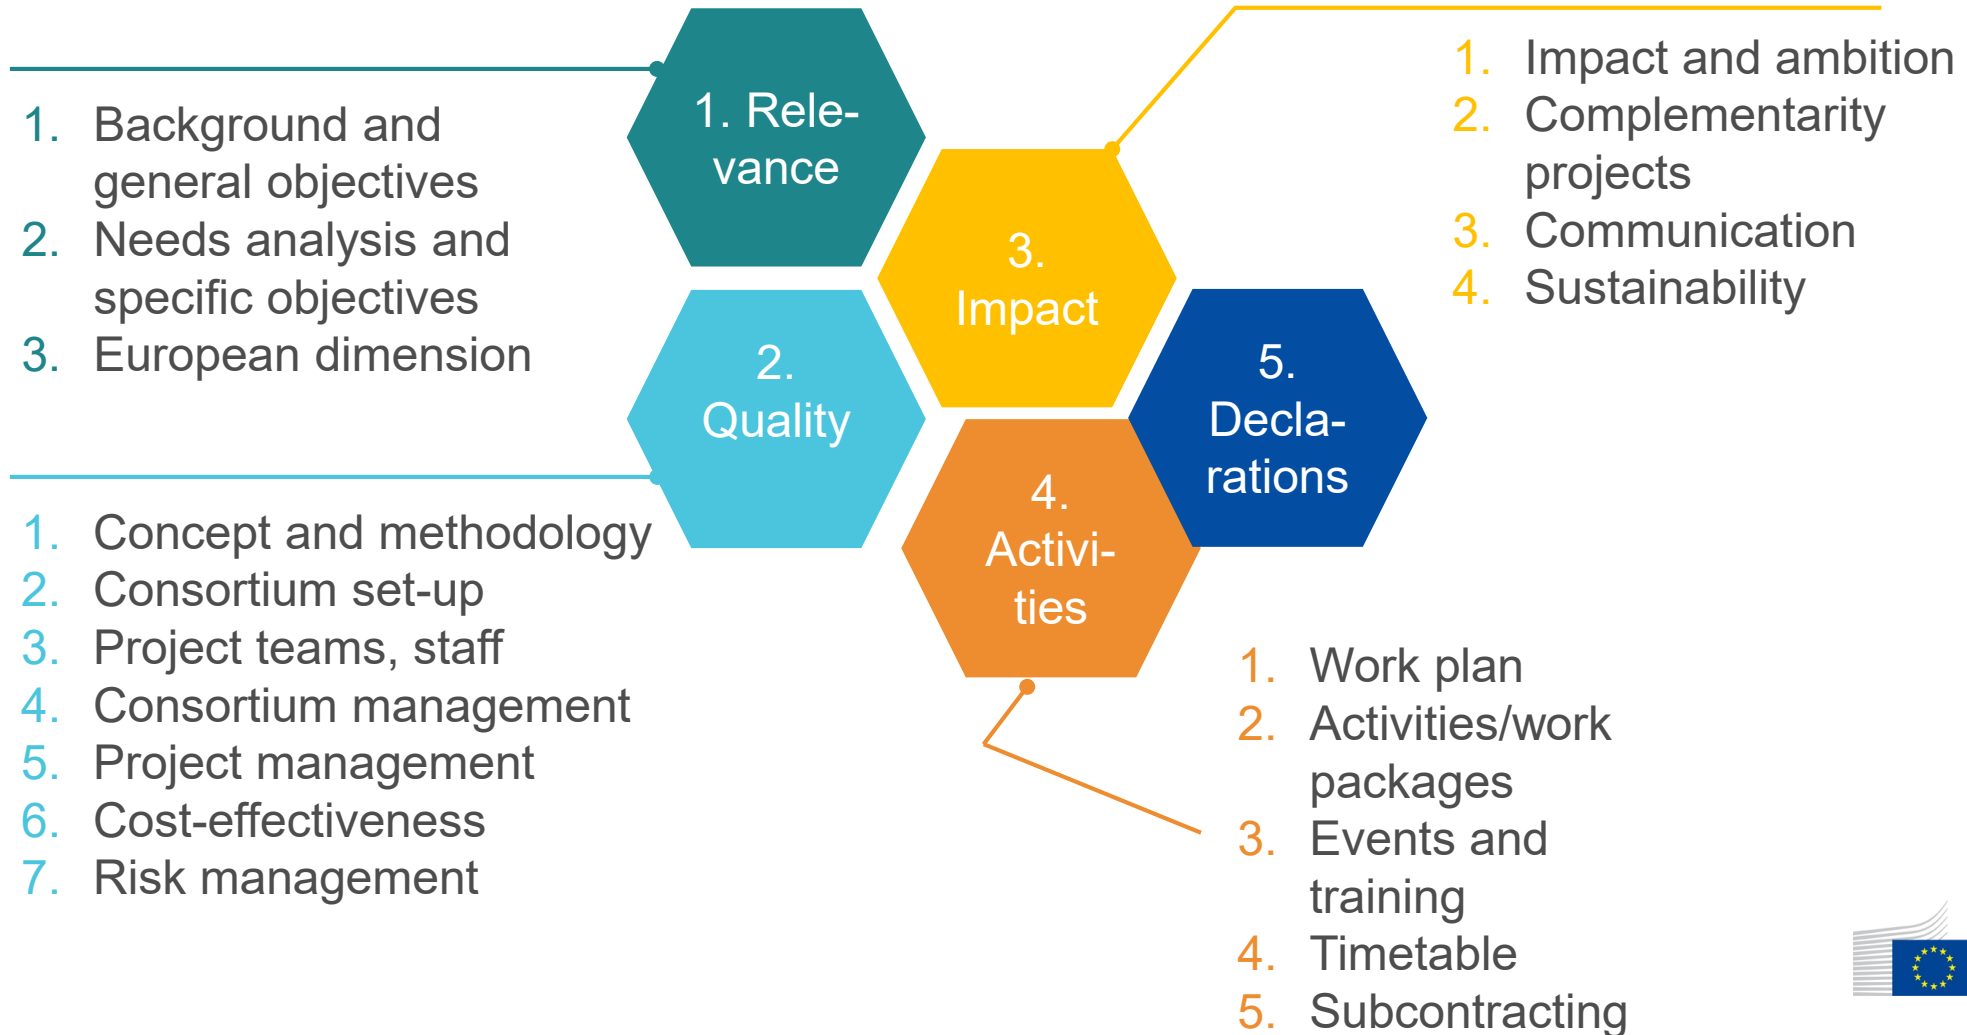 1. Rele-
vance
1. Background and
general objectives
2. Needs analysis and
specific objectives
3. European dimension
2.
Quality
1. Concept and methodology
2. Consortium set-up
3. Project teams, staff
4. Consortium management
5. Project management
6. Cost-effectiveness
7. Risk management
3.
Impact
1. Impact and ambition
2. Complementarity
projects
3. Communication
4. Sustainability
4.
Activi-
ties
1. Work plan
2. Activities/work
packages
3. Events and
training
4. Timetable
5. Subcontracting
5.
Decla-
rations